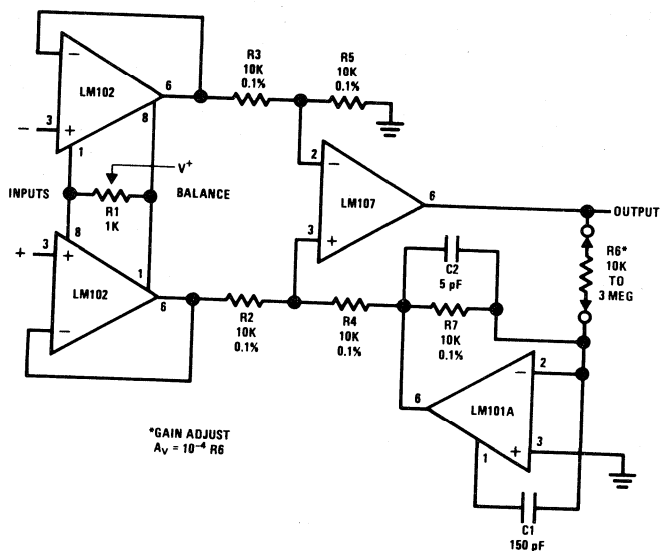 −
LM102
6
8
− 3
+
1
R3
10K
0.1%
R5
10K
0.1%
V+
INPUTS
R1
1K
BALANCE
8
+ 3
+
LM102
1
6
−
2
−
LM107
6
3
+
OUTPUT
R6*
10K
TO
3 MEG
C2
5 pF
R2
10K
0.1%
R4
10K
0.1%
R7
10K
0.1%
6
−
2
LM101A
+
3
1
C1
150 pF
*GAIN ADJUST
AV = 10−4 R6